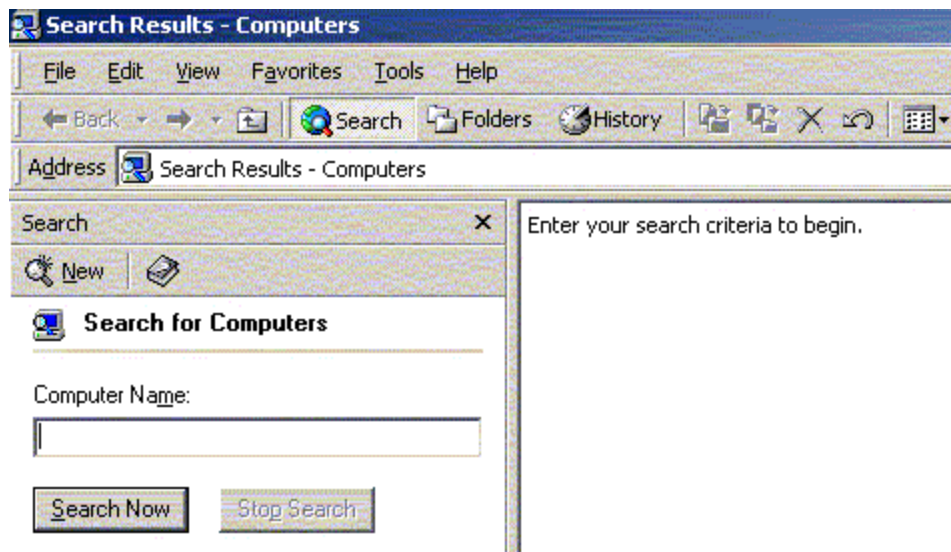 Search Results - Computers
File Edit View Favorites Tools Help
Back Search Folders History
Address Search Results - Computers
Search
New
Search for Computers
Computer Name:
Search Now Stop Search
Enter your search criteria to begin.